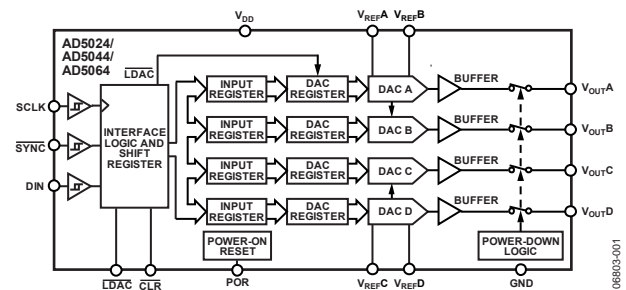 VDD
VREFA VREFB
AD5024/
AD5044/
AD5064
LDAC
SCLK
SYNC
DIN
INTERFACE
LOGIC AND
SHIFT
REGISTER
INPUT
REGISTER
DAC
REGISTER
DAC A
BUFFER
VOUTA
INPUT
REGISTER
DAC
REGISTER
DAC B
BUFFER
VOUTB
INPUT
REGISTER
DAC
REGISTER
DAC C
BUFFER
VOUTC
INPUT
REGISTER
DAC
REGISTER
DAC D
BUFFER
VOUTD
POWER-ON
RESET
POWER-DOWN
LOGIC
LDAC CLR
POR
VREFC VREFD
GND
06803-001